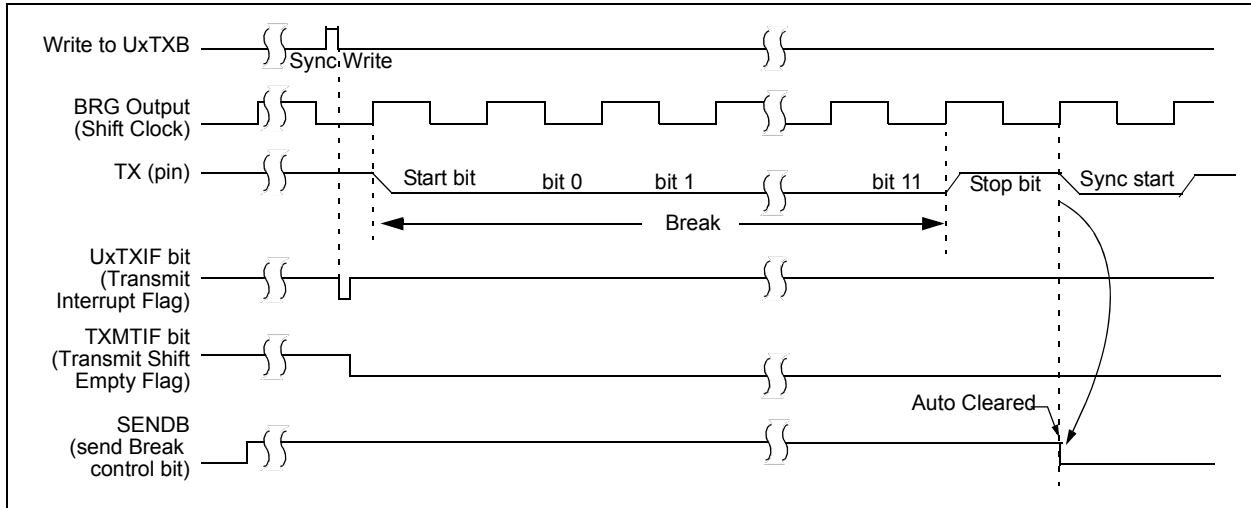 Write to UxTXB
Sync Write
BRG Output
(Shift Clock)
TX (pin)
Start bit
bit 0
bit 1
bit 11
Stop bit
Sync start
Break
UxTXIF bit
(Transmit
Interrupt Flag)
TXMTIF bit
(Transmit Shift
Empty Flag)
Auto Cleared
SENDB
(send Break
control bit)